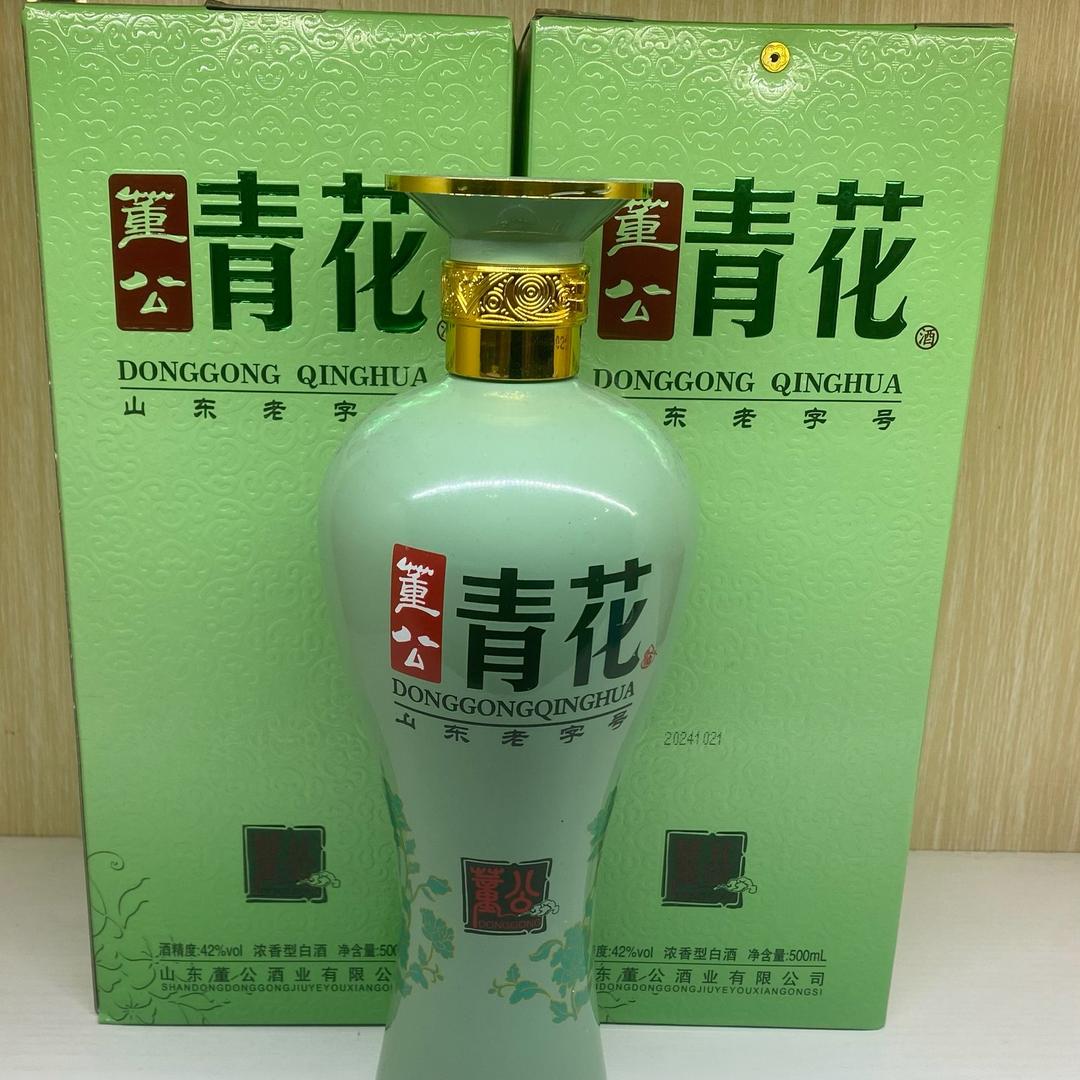 董公
青花
DONGGONG QINGHUA
山东老字
酒精度:42%vol 浓香型白酒 净含量:500
山东董公酒业有限公
SHANDONGDONGGONGJIUYEYOUXIANGONGSI
董公
青花
酒
DONGGONG QINGHUA
东老字号
20241021
度:42%vol 浓香型白酒 净含量:500mL
东董公酒业有限公司
DONGDONGGONGJIUYEYOUXIANGONGSI
董公
青花
DONGGONGQINGHUA
山东老字号
董公
DONGGONG